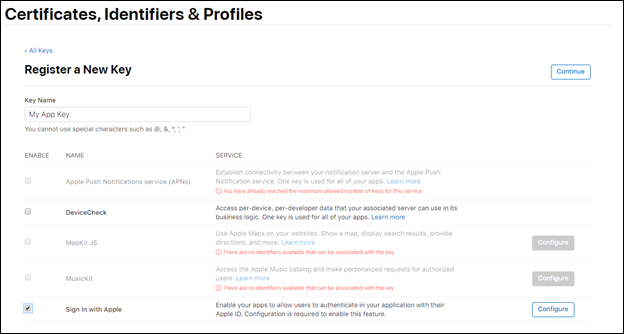 Certificates, Identifiers & Profiles
‹ All Keys
Register a New Key
Continue
Key Name
My App Key
You cannot use special characters such as @, &, *, ', "
ENABLE NAME SERVICE
Apple Push Notifications service (APNs)
Establish connectivity between your notification server and the Apple Push
Notification service. One key is used for all of your apps. Learn more
You have already reached the maximum allowed number of Keys for this service
DeviceCheck
Access per-device, per-developer data that your associated server can use in its
business logic. One key is used for all of your apps. Learn more
MapKit JS
Use Apple Maps on your websites. Show a map, display search results, provide
directions, and more. Learn more
There are no identifiers available that can be associated with the key
Configure
MusicKit
Access the Apple Music catalog and make personalized requests for authorized
users. Learn more
There are no identifiers available that can be associated with the key.
Configure
Sign In with Apple
Enable your apps to allow users to authenticate in your application with their
Apple ID. Configuration is required to enable this feature.
Configure